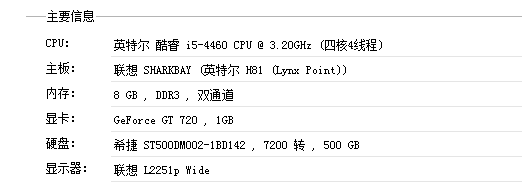 主要信息
CPU: 英特尔 酷睿 i5-4460 CPU @ 3.20GHz (四核4线程)
主板: 联想 SHARKBAY (英特尔 H81 (Lynx Point))
内存: 8 GB , DDR3 , 双通道
显卡: GeForce GT 720 , 1GB
硬盘: 希捷 ST500DM002-1BD142 , 7200 转 , 500 GB
显示器: 联想 L2251p Wide